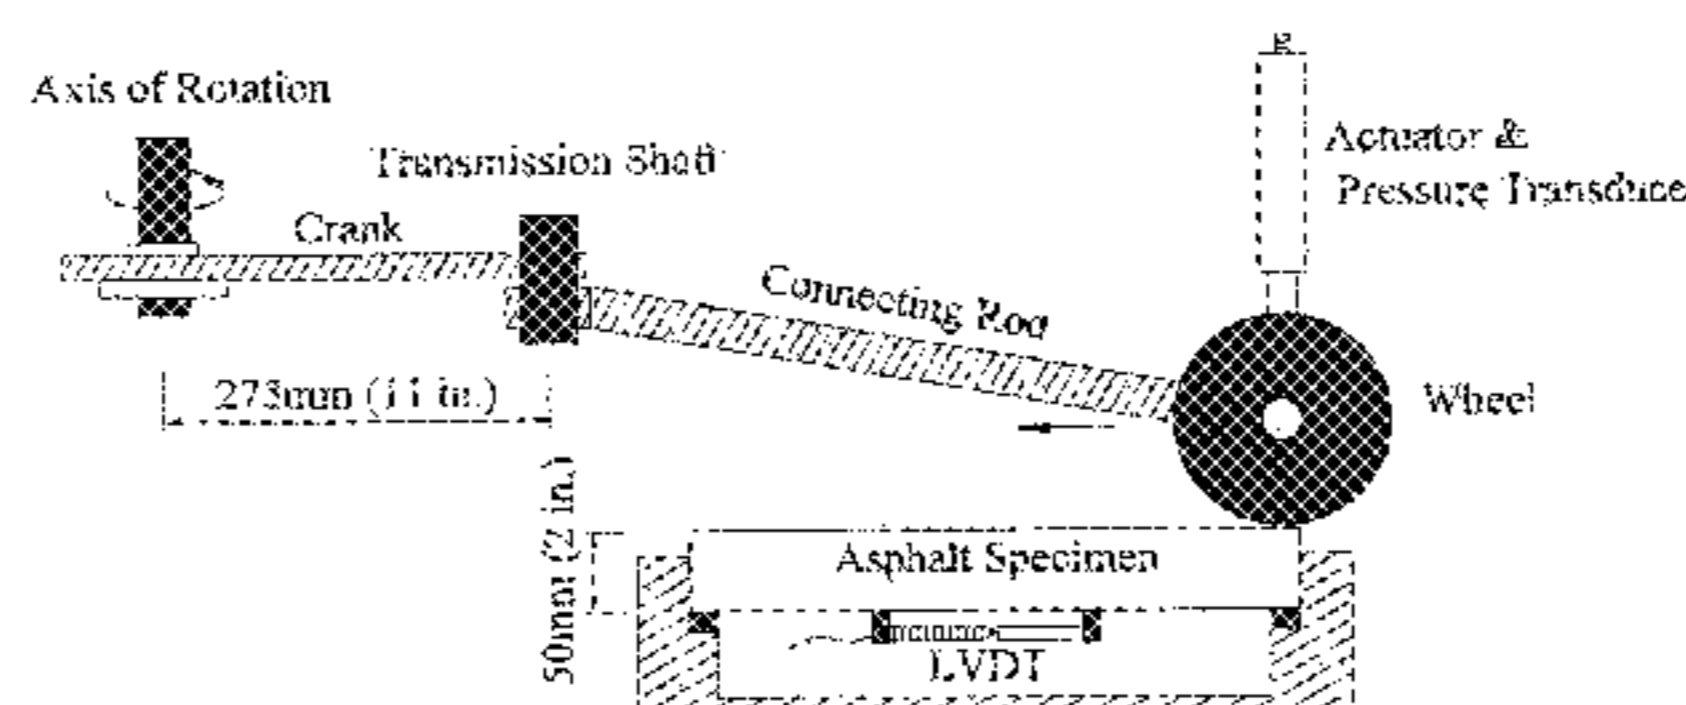 Axis of Rotation
Transmission Shaft
Crank
Connecting Rod
Actuator &
Pressure Transduce
275mm (11 in.)
Wheel
50mm (2 in.)
Asphalt Specimen
LVDT